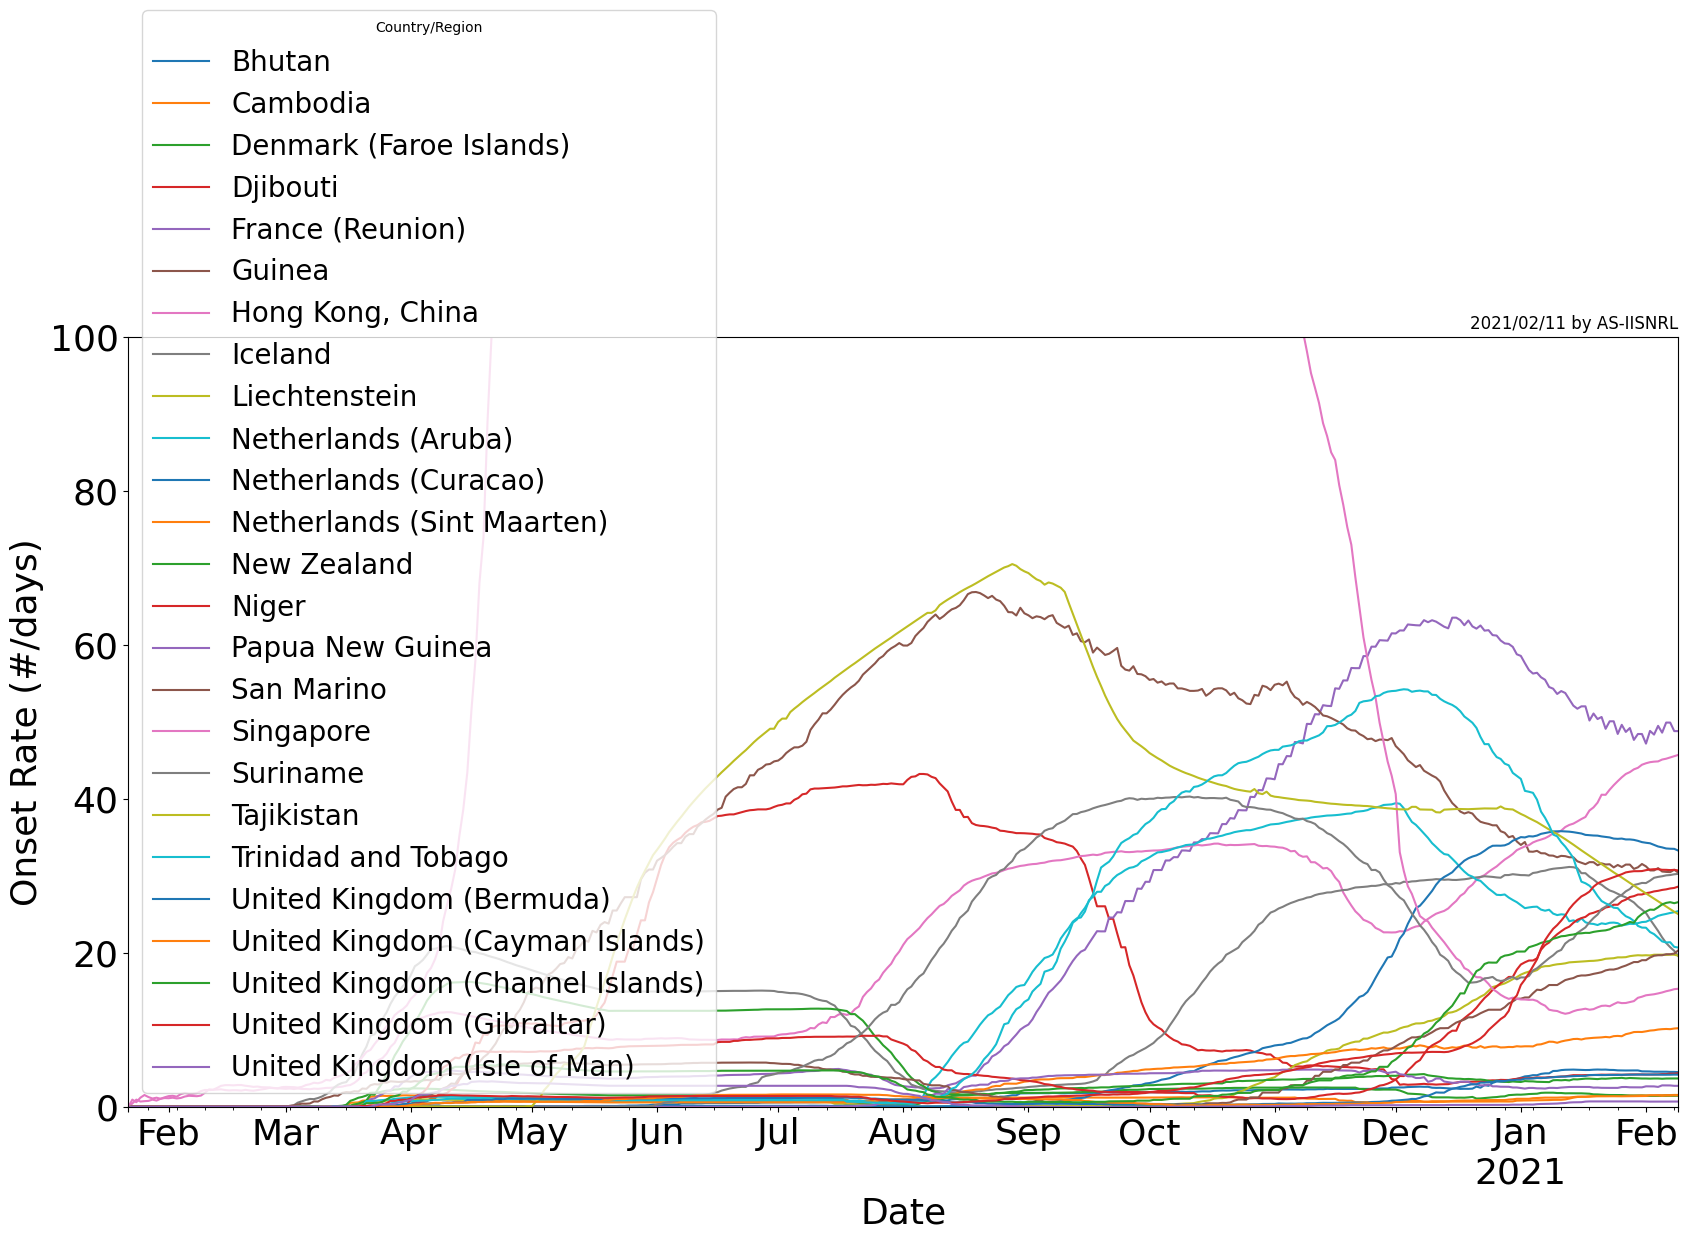 Country/Region
Bhutan
Cambodia
Denmark (Faroe Islands)
Djibouti
France (Reunion)
Guinea
Hong Kong, China
Iceland
Liechtenstein
Netherlands (Aruba)
Netherlands (Curacao)
Netherlands (Sint Maarten)
New Zealand
Niger
Papua New Guinea
San Marino
Singapore
Suriname
Tajikistan
Trinidad and Tobago
United Kingdom (Bermuda)
United Kingdom (Cayman Islands)
United Kingdom (Channel Islands)
United Kingdom (Gibraltar)
United Kingdom (Isle of Man)
2021/02/11 by AS-IISNRL
100
80
60
40
20
0
Onset Rate (#/days)
Feb Mar Apr May Jun Jul Aug Sep Oct Nov Dec Jan Feb
2021
Date